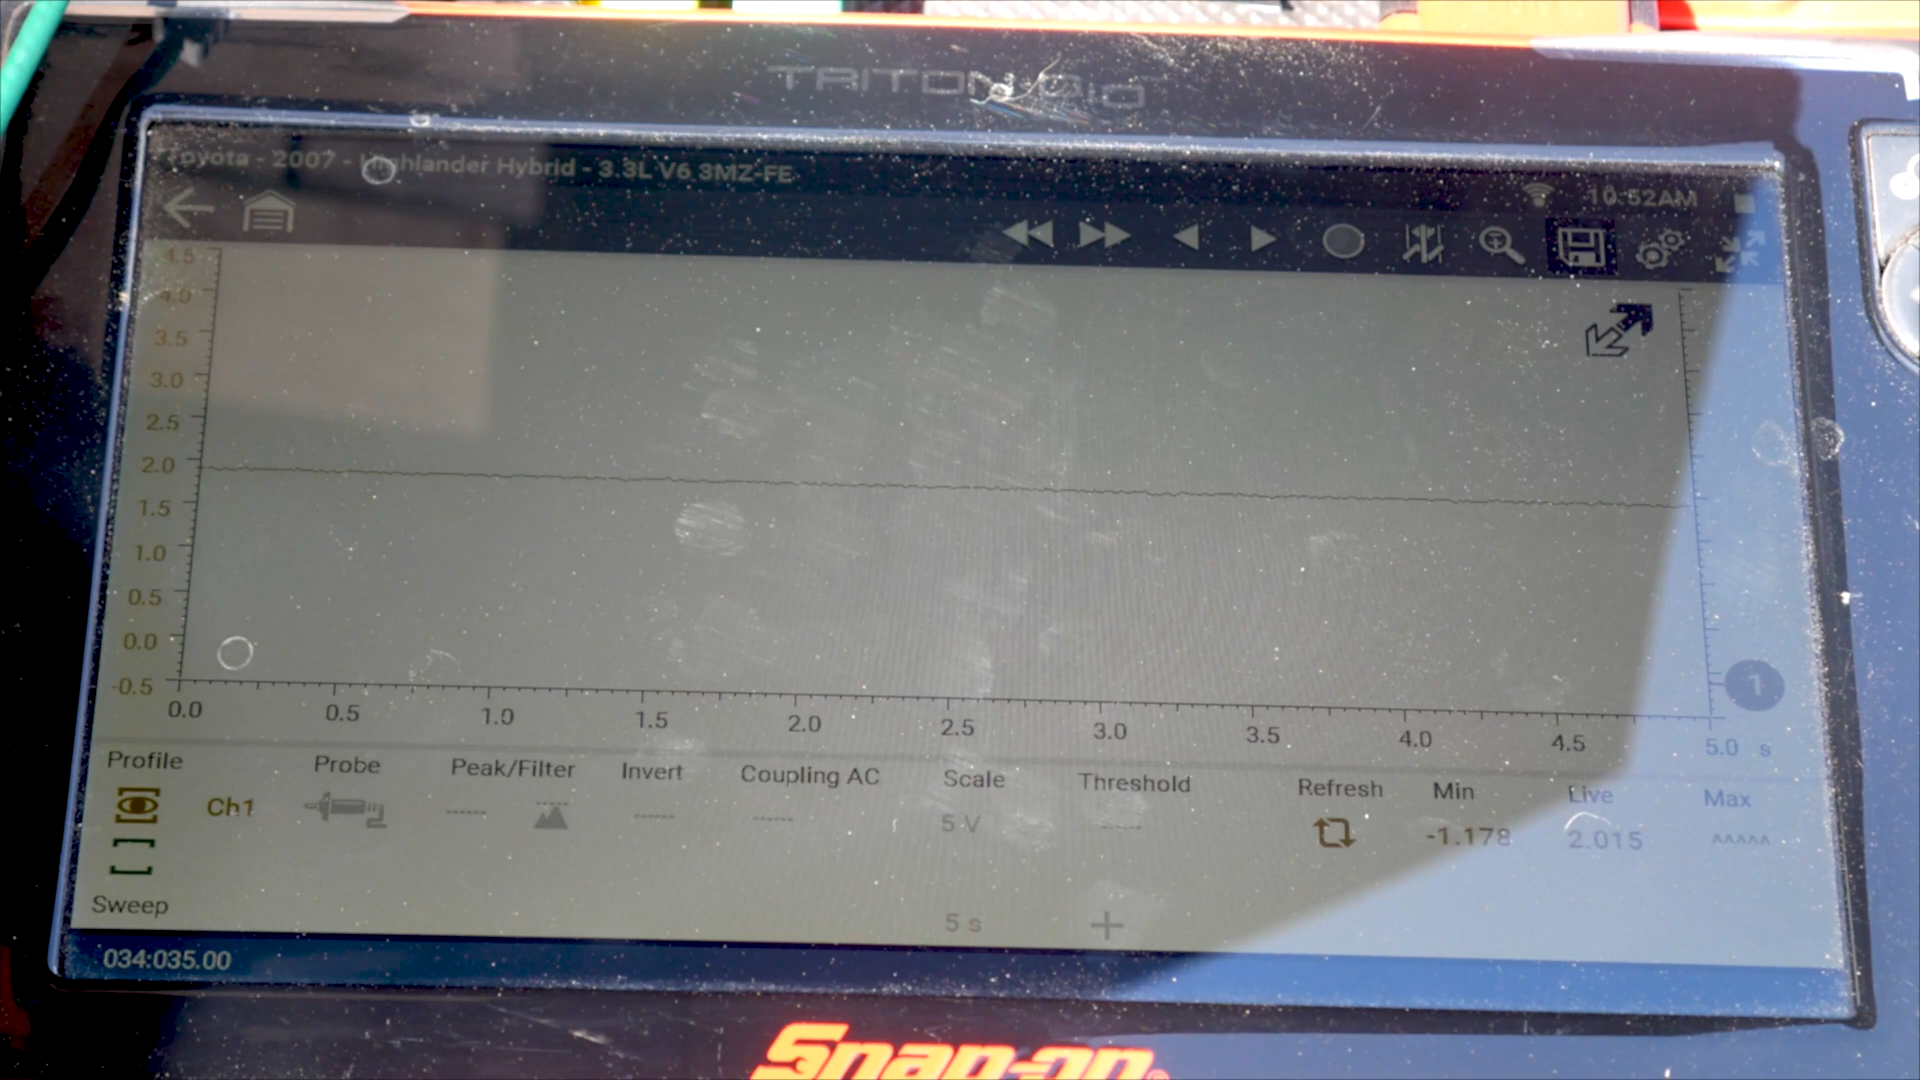 TRITON-D10
Toyota - 2007 - Highlander Hybrid - 3.3L V6 3MZ-FE
10:52AM
4.5
4.0
3.5
3.0
2.5
2.0
1.5
1.0
0.5
0.0
-0.5
0.0 0.5 1.0 1.5 2.0 2.5 3.0 3.5 4.0 4.5 5.0 s
1
Profile Probe Peak/Filter Invert Coupling AC Scale Threshold Refresh Min Live Max
Ch1 ----- ----- ----- 5 V ----- -1.178 2.015 ^^^^^
Sweep 5 s +
034:035.00
Snap-on